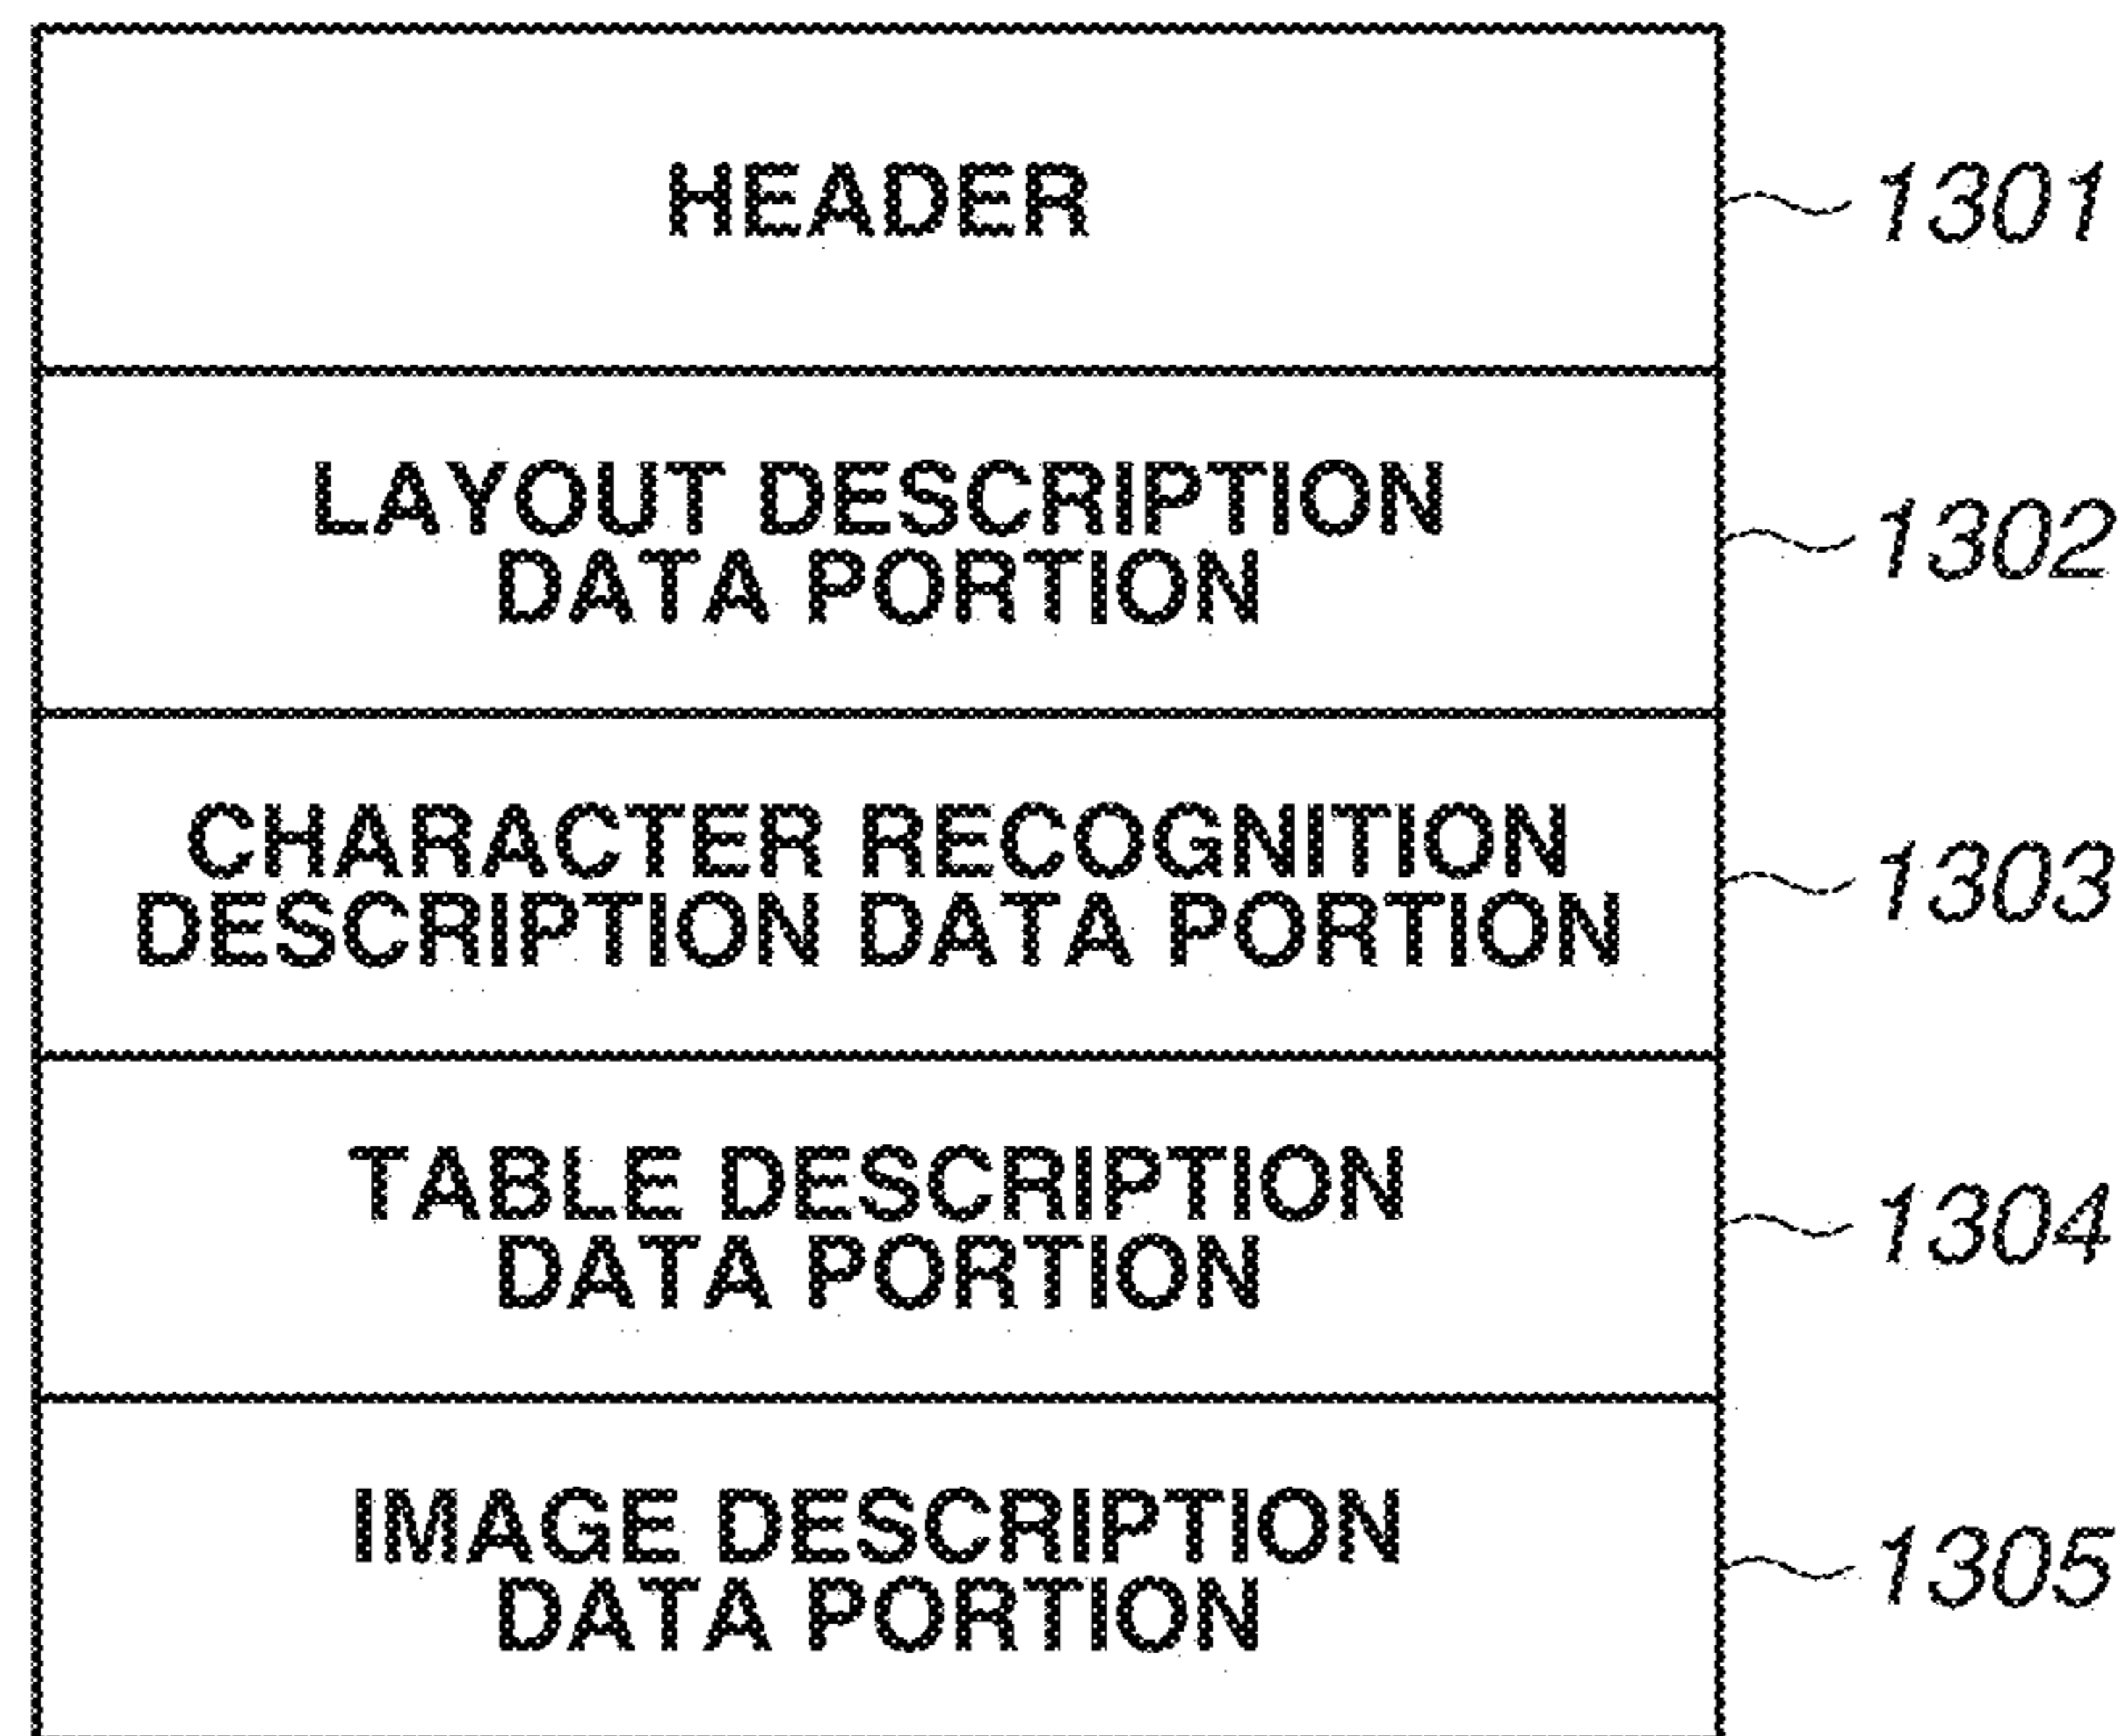 HEADER
1301
LAYOUT DESCRIPTION
DATA PORTION
1302
CHARACTER RECOGNITION
DESCRIPTION DATA PORTION
1303
TABLE DESCRIPTION
DATA PORTION
1304
IMAGE DESCRIPTION
DATA PORTION
1305